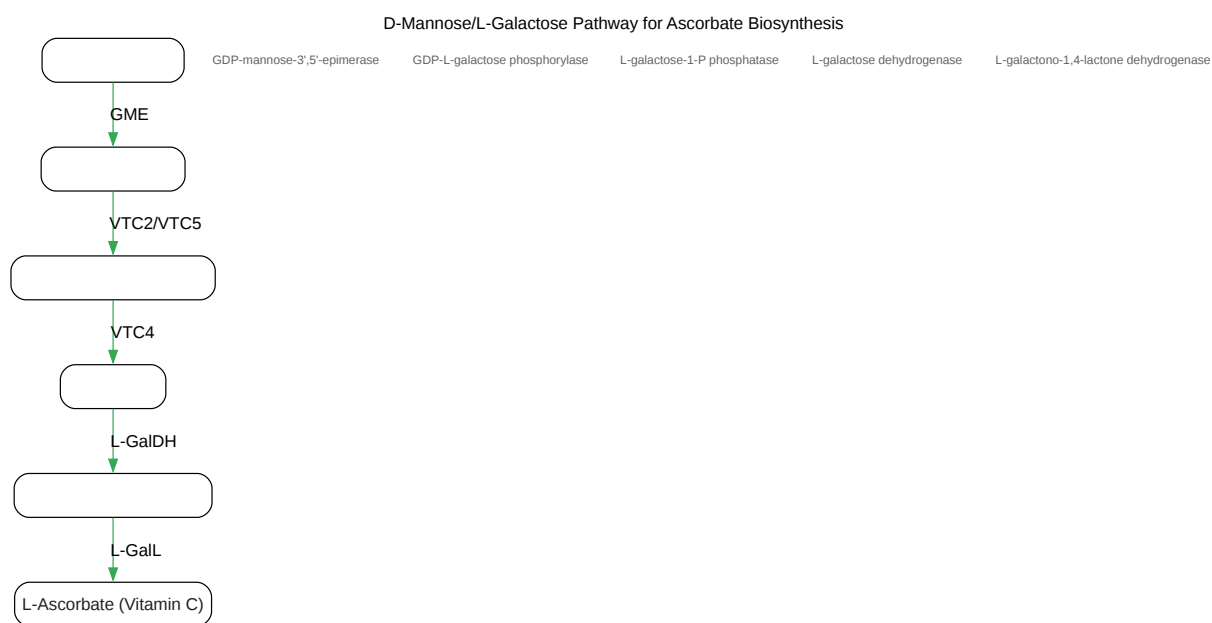 D-Mannose/L-Galactose Pathway for Ascorbate Biosynthesis
GDP-mannose-3',5'-epimerase
GDP-L-galactose phosphorylase
L-galactose-1-P phosphatase
L-galactose dehydrogenase
L-galactono-1,4-lactone dehydrogenase
GME
VTC2/VTC5
VTC4
L-GalDH
L-GalL
L-Ascorbate (Vitamin C)